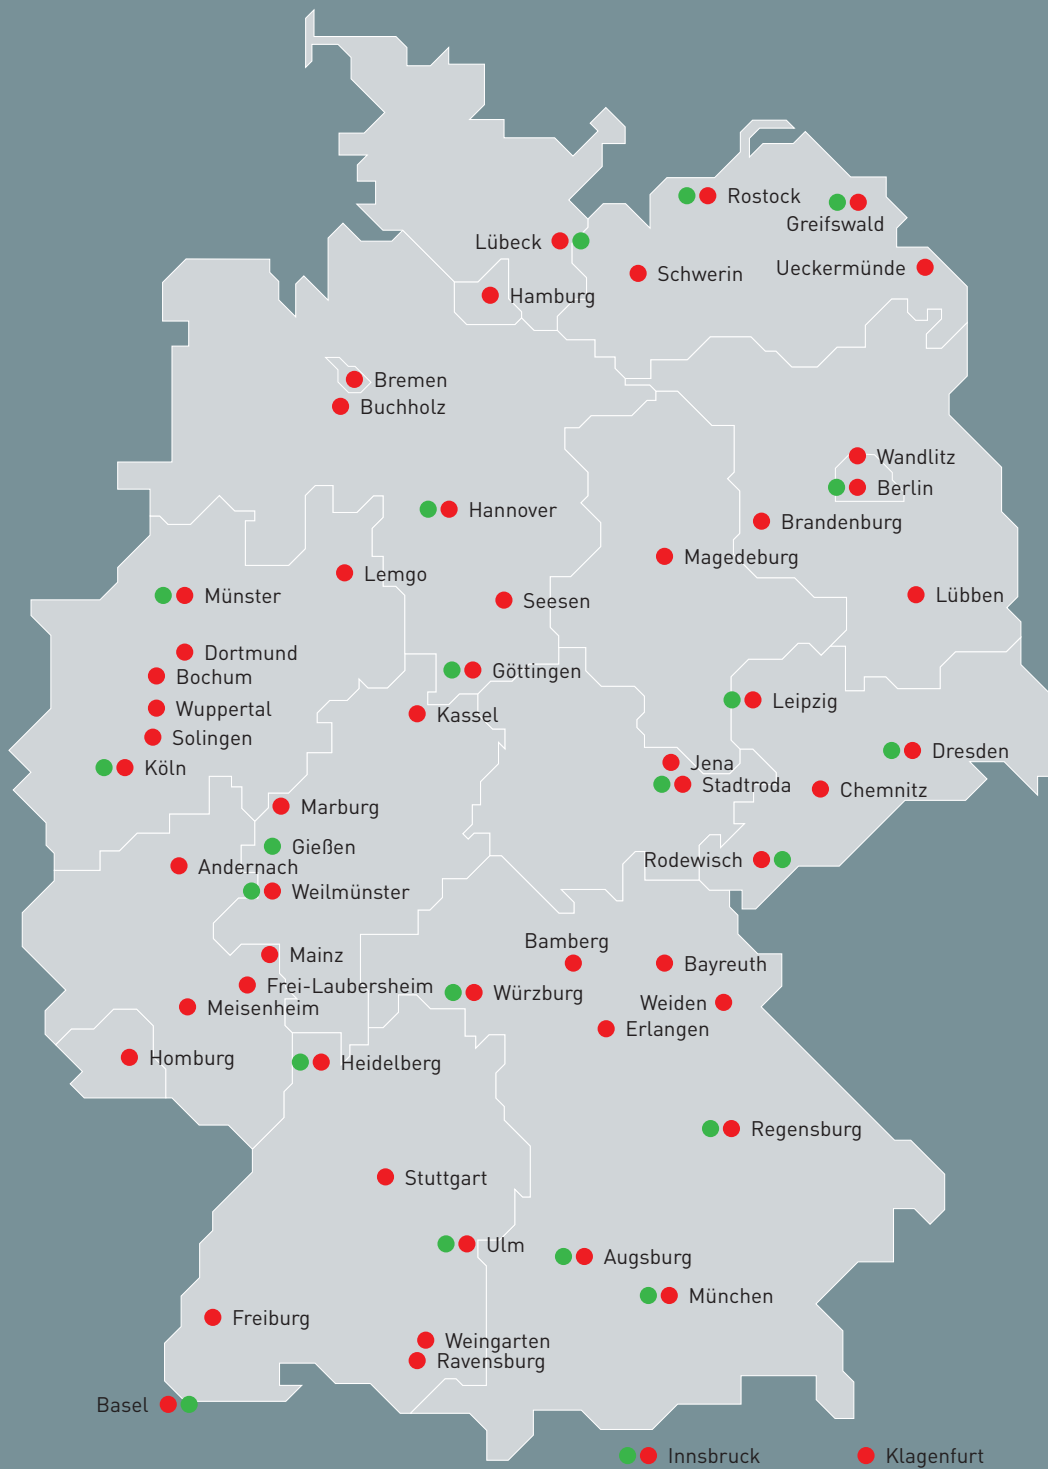 Rostock
Greifswald
Lübeck
Schwerin
Ueckermünde
Hamburg
Bremen
Buchholz
Wandlitz
Berlin
Hannover
Brandenburg
Magedeburg
Lemgo
Münster
Seesen
Lübben
Dortmund
Bochum
Göttingen
Wuppertal
Leipzig
Kassel
Solingen
Dresden
Köln
Jena
Stadtroda
Chemnitz
Marburg
Gießen
Rodewisch
Andernach
Weilmünster
Bamberg
Mainz
Bayreuth
Frei-Laubersheim
Würzburg
Weiden
Meisenheim
Erlangen
Homburg
Heidelberg
Regensburg
Stuttgart
Ulm
Augsburg
München
Freiburg
Weingarten
Ravensburg
Basel
Innsbruck
Klagenfurt